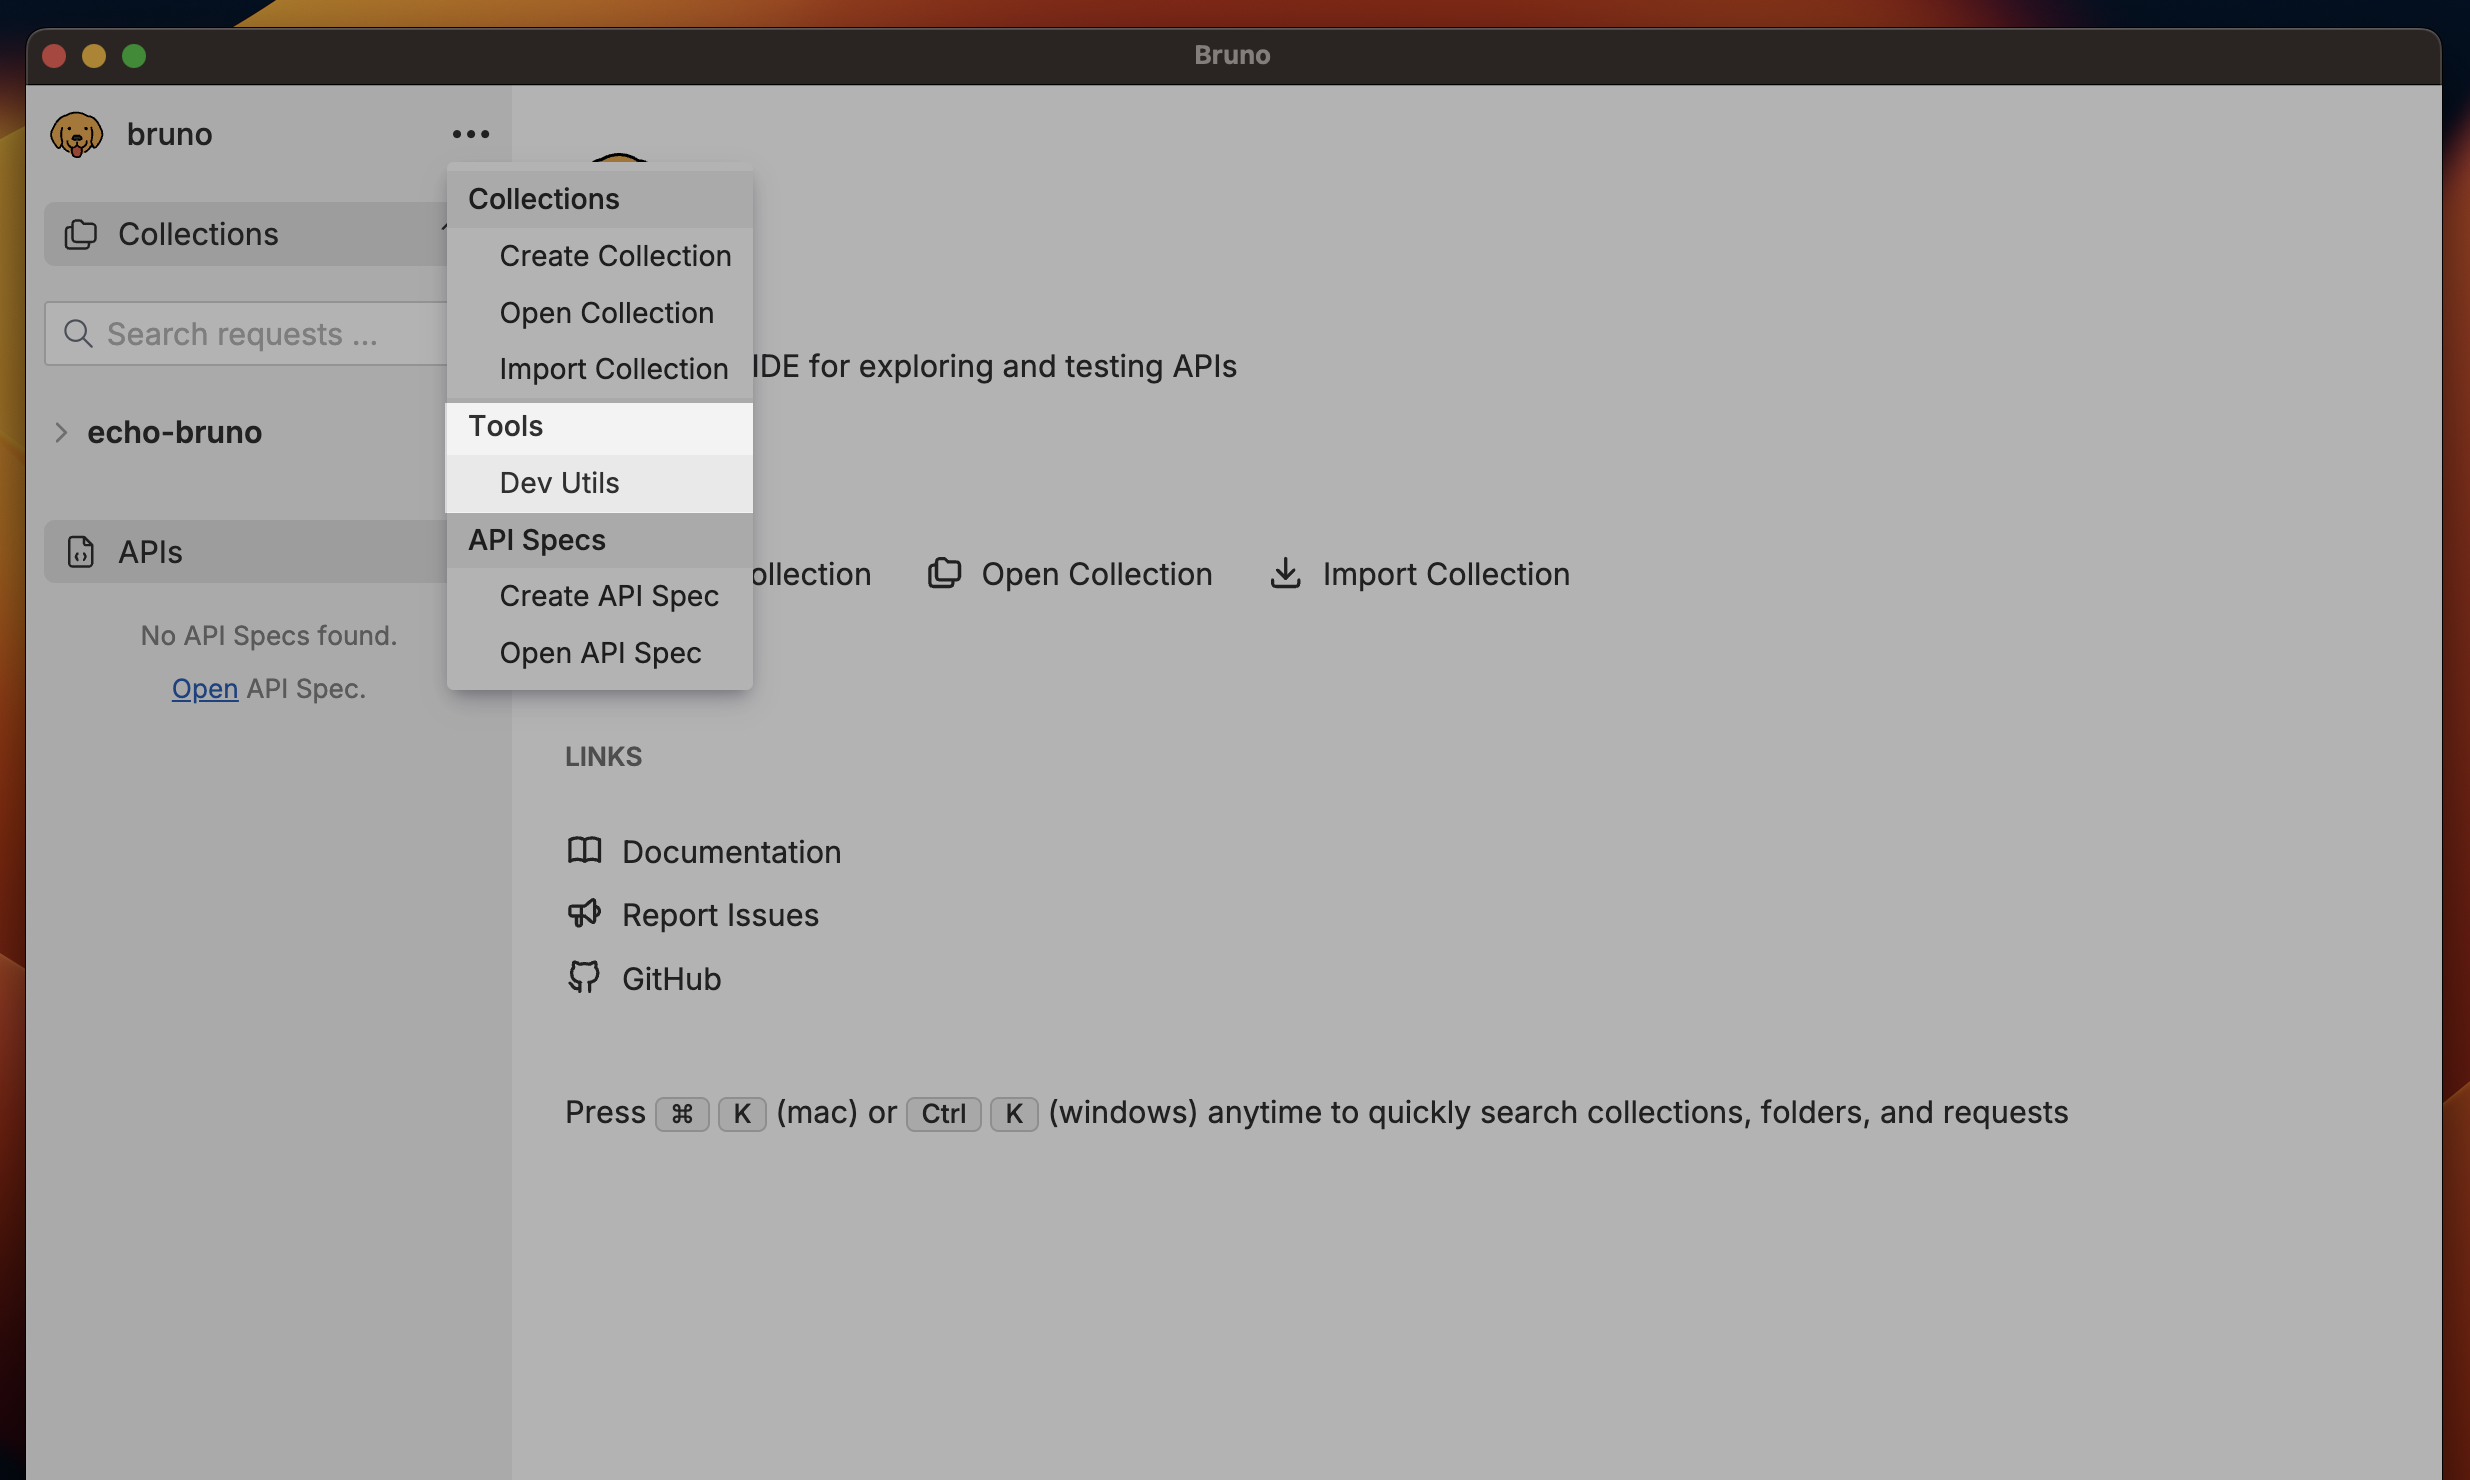 Bruno
bruno
Collections
Search requests ...
echo-bruno
APIs
No API Specs found.
Open API Spec.
Collections
Create Collection
Open Collection
Import Collection
Tools
Dev Utils
API Specs
Create API Spec
Open API Spec
IDE for exploring and testing APIs
ollection
Open Collection
Import Collection
LINKS
Documentation
Report Issues
GitHub
Press ⌘ K (mac) or Ctrl K (windows) anytime to quickly search collections, folders, and requests